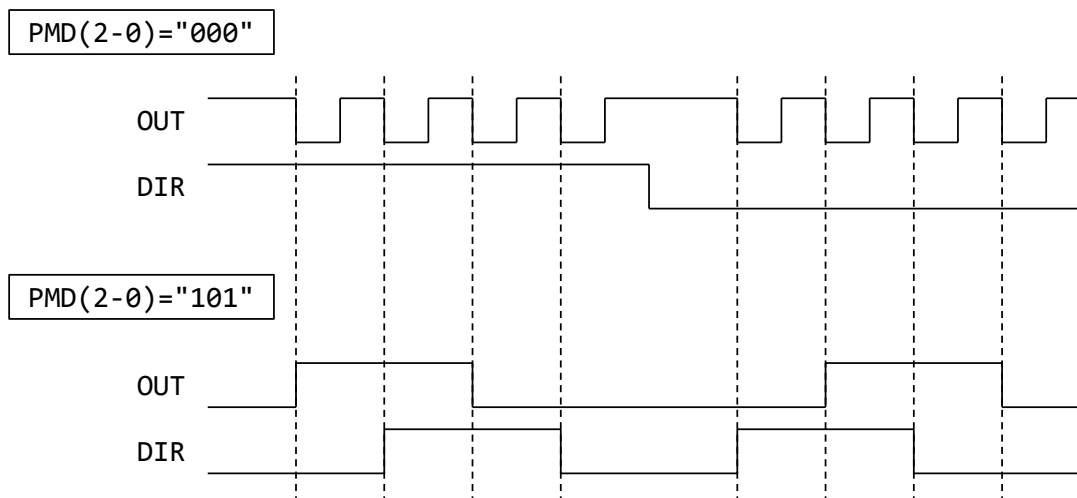 PMD(2-0)="000"
OUT
DIR
PMD(2-0)="101"
OUT
DIR